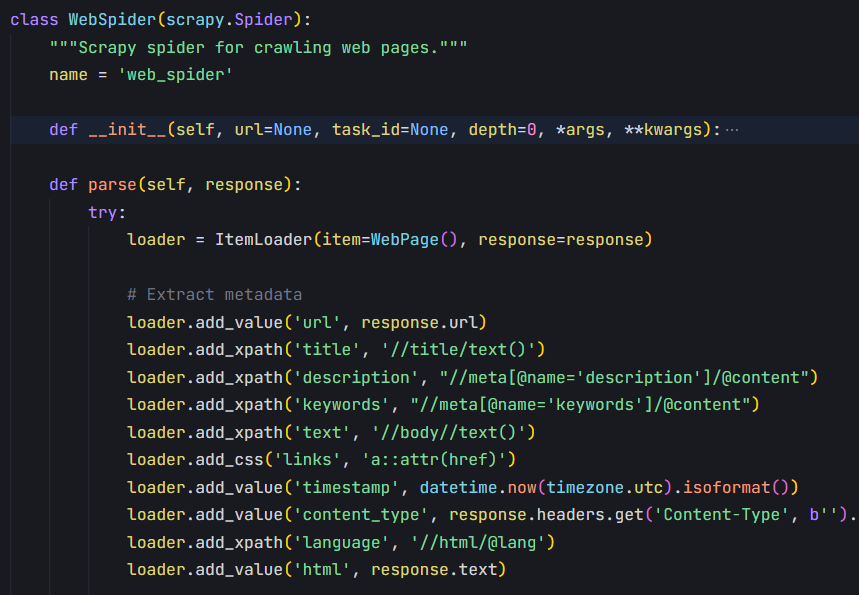 class WebSpider(scrapy.Spider):
    """Scrapy spider for crawling web pages."""
    name = 'web_spider'

    def __init__(self, url=None, task_id=None, depth=0, *args, **kwargs):···

    def parse(self, response):
        try:
            loader = ItemLoader(item=WebPage(), response=response)

            # Extract metadata
            loader.add_value('url', response.url)
            loader.add_xpath('title', '//title/text()')
            loader.add_xpath('description', "//meta[@name='description']/@content")
            loader.add_xpath('keywords', "//meta[@name='keywords']/@content")
            loader.add_xpath('text', '//body//text()')
            loader.add_css('links', 'a::attr(href)')
            loader.add_value('timestamp', datetime.now(timezone.utc).isoformat())
            loader.add_value('content_type', response.headers.get('Content-Type', b'').
            loader.add_xpath('language', '//html/@lang')
            loader.add_value('html', response.text)